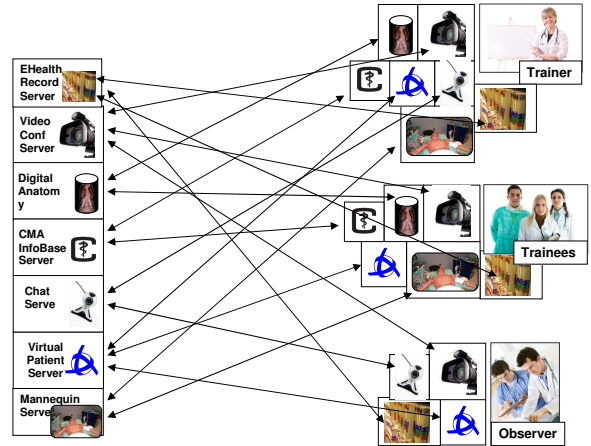 EHealth
Record
Server
Video
Conf
Server
Digital
Anatom
y
CMA
InfoBase
Server
Chat
Serve
Virtual
Patient
Server
Mannequin
Serve
Trainer
Trainees
Observer